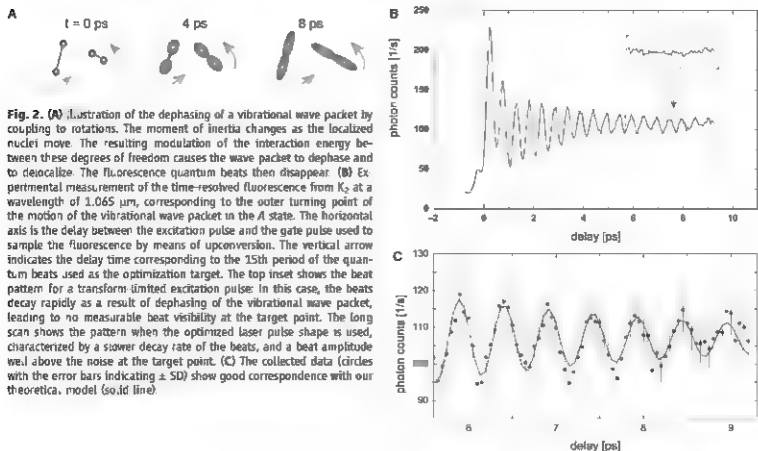 A
t = 0 ps 4 ps 8 ps
Fig. 2. (A) Illustration of the dephasing of a vibrational wave packet by
coupling to rotations. The moment of inertia changes as the localized
nuclei move. The resulting modulation of the interaction energy be-
tween these degrees of freedom causes the wave packet to dephase and
to delocalize. The fluorescence quantum beats then disappear. (B) Ex-
perimental measurement of the time-resolved fluorescence from K₂ at a
wavelength of 1.065 μm, corresponding to the outer turning point of
the motion of the vibrational wave packet in the A state. The horizontal
axis is the delay between the excitation pulse and the gate pulse used to
sample the fluorescence by means of upconversion. The vertical arrow
indicates the delay time corresponding to the 15th period of the quan-
tum beats used as the optimization target. The top inset shows the beat
pattern for a transform-limited excitation pulse: In this case, the beats
decay rapidly as a result of dephasing of the vibrational wave packet,
leading to no measurable beat visibility at the target point. The long
scan shows the pattern when the optimized laser pulse shape is used,
characterized by a slower decay rate of the beats, and a beat amplitude
well above the noise at the target point. (C) The collected data (circles
with the error bars indicating ± SD) show good correspondence with our
theoretical model (solid line).
B
photon counts [1/s]
250
200
150
100
50
0
-2 0 2 4 6 8 10
delay [ps]
C
photon counts [1/s]
130
120
110
90
6 7 8 9
delay [ps]